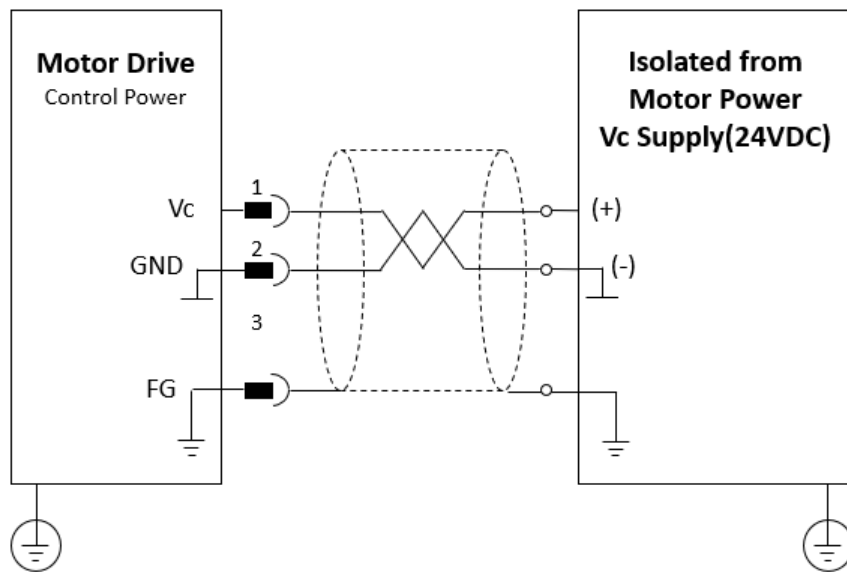 Motor Drive
Control Power
Isolated from
Motor Power
Vc Supply(24VDC)
1
Vc
(+)
2
GND
(-)
3
FG